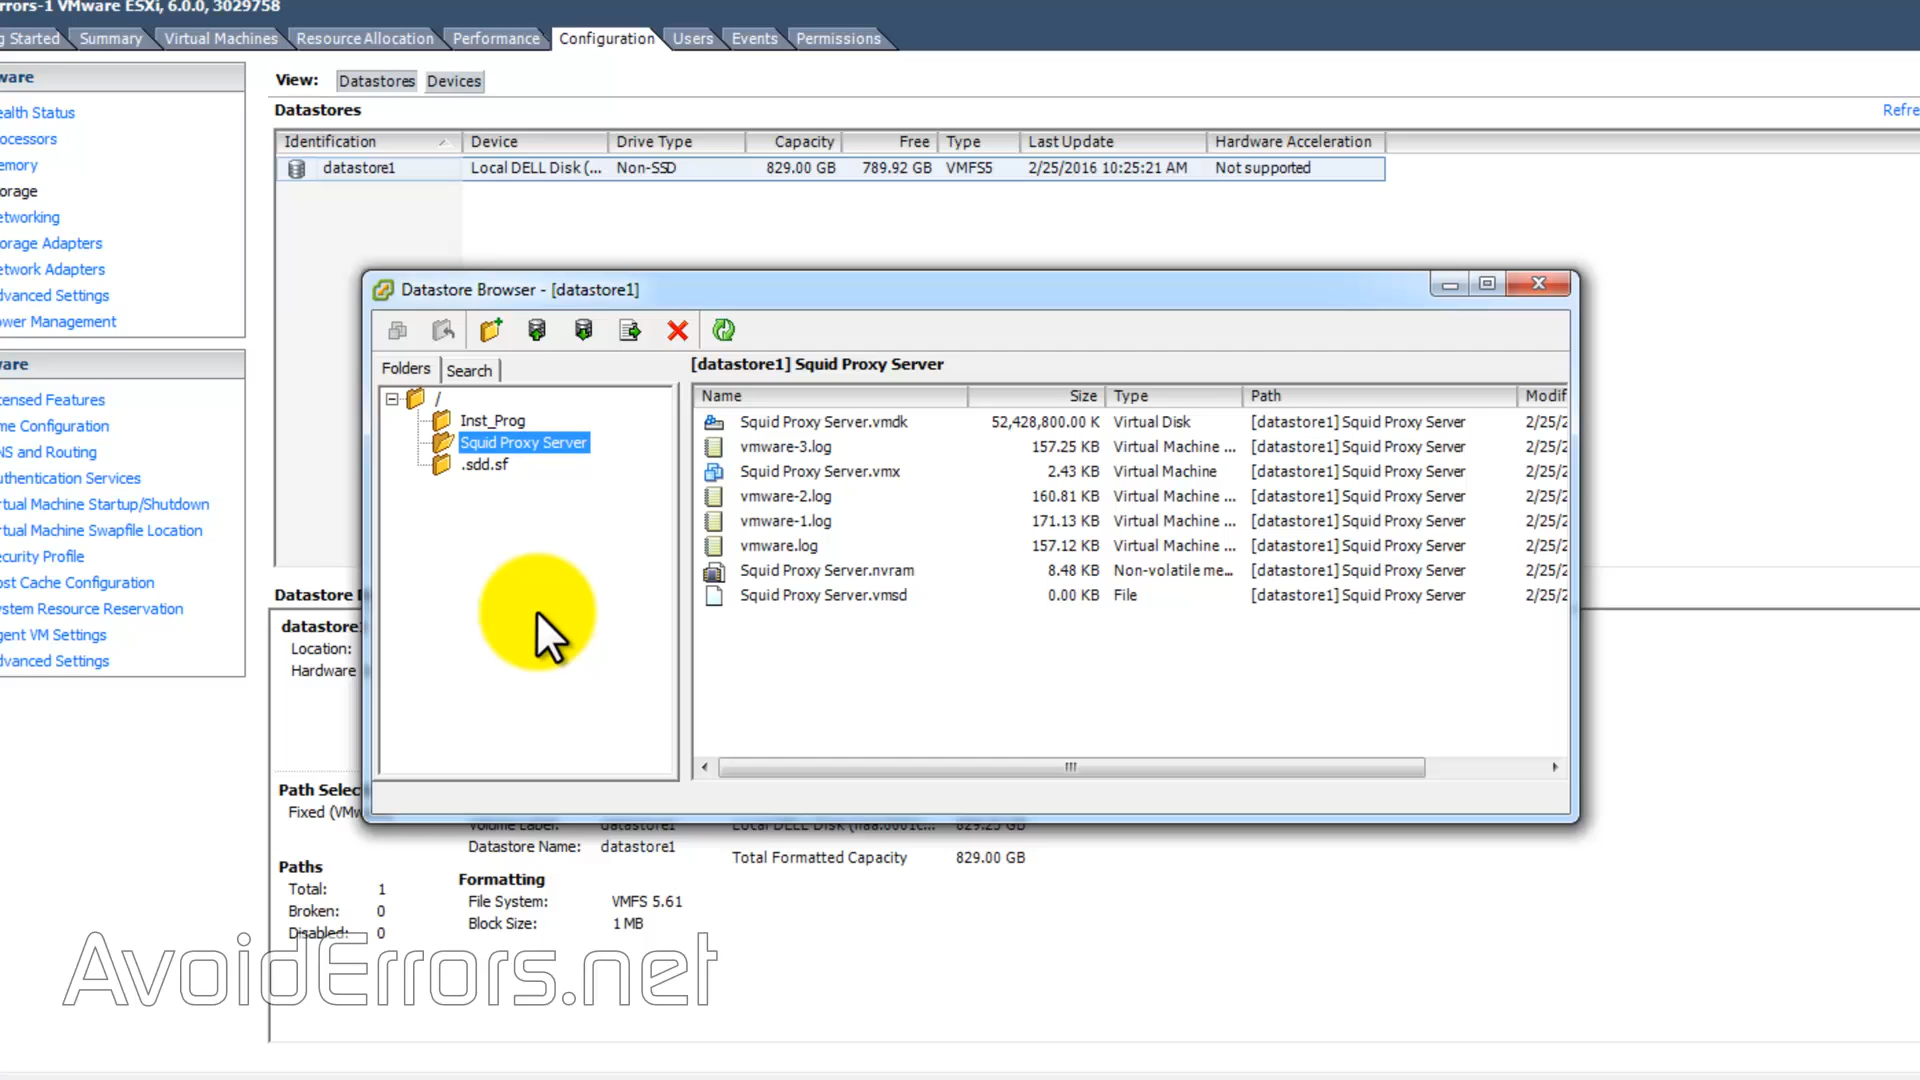 rrors-1 VMware ESXi, 6.0.0, 3029758
g Started Summary Virtual Machines Resource Allocation Performance Configuration Users Events Permissions
ware
ealth Status
ocessors
emory
orage
etworking
orage Adapters
etwork Adapters
dvanced Settings
ower Management
are
ensed Features
me Configuration
NS and Routing
uthentication Services
rtual Machine Startup/Shutdown
rtual Machine Swapfile Location
ecurity Profile
ost Cache Configuration
ystem Resource Reservation
gent VM Settings
dvanced Settings
View: Datastores Devices
Datastores Refre
Identification Device Drive Type Capacity Free Type Last Update Hardware Acceleration
datastore1 Local DELL Disk (... Non-SSD 829.00 GB 789.92 GB VMFS5 2/25/2016 10:25:21 AM Not supported
Datastore Browser - [datastore1]
Folders Search
/
Inst_Prog
Squid Proxy Server
.sdd.sf
[datastore1] Squid Proxy Server
Name Size Type Path Modif
Squid Proxy Server.vmdk 52,428,800.00 K Virtual Disk [datastore1] Squid Proxy Server 2/25/2
vmware-3.log 157.25 KB Virtual Machine ... [datastore1] Squid Proxy Server 2/25/2
Squid Proxy Server.vmx 2.43 KB Virtual Machine [datastore1] Squid Proxy Server 2/25/2
vmware-2.log 160.81 KB Virtual Machine ... [datastore1] Squid Proxy Server 2/25/2
vmware-1.log 171.13 KB Virtual Machine ... [datastore1] Squid Proxy Server 2/25/2
vmware.log 157.12 KB Virtual Machine ... [datastore1] Squid Proxy Server 2/25/2
Squid Proxy Server.nvram 8.48 KB Non-volatile me... [datastore1] Squid Proxy Server 2/25/2
Squid Proxy Server.vmsd 0.00 KB File [datastore1] Squid Proxy Server 2/25/2
Datastore
datastore
Location:
Hardware
Path Selec
Fixed (VMw
Paths
Total: 1
Broken: 0
Disabled: 0
Volume Label: datastore1
Datastore Name: datastore1
Formatting
File System: VMFS 5.61
Block Size: 1 MB
Local DELL Disk (naa.6001c... 829.25 GB
Total Formatted Capacity 829.00 GB
AvoidErrors.net